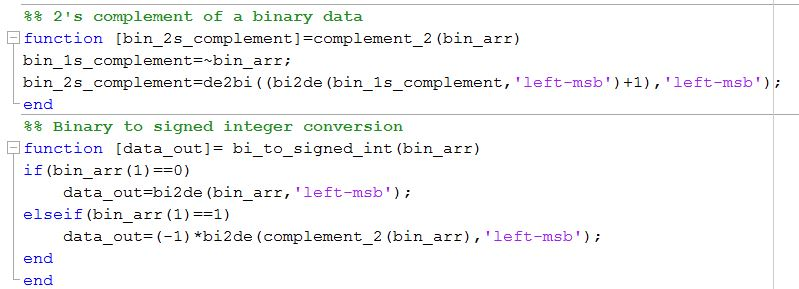 %% 2's complement of a binary data
function [bin_2s_complement]=complement_2(bin_arr)
bin_1s_complement=~bin_arr;
bin_2s_complement=de2bi((bi2de(bin_1s_complement,'left-msb')+1),'left-msb');
end
%% Binary to signed integer conversion
function [data_out]= bi_to_signed_int(bin_arr)
if(bin_arr(1)==0)
    data_out=bi2de(bin_arr,'left-msb');
elseif(bin_arr(1)==1)
    data_out=(-1)*bi2de(complement_2(bin_arr),'left-msb');
end
end